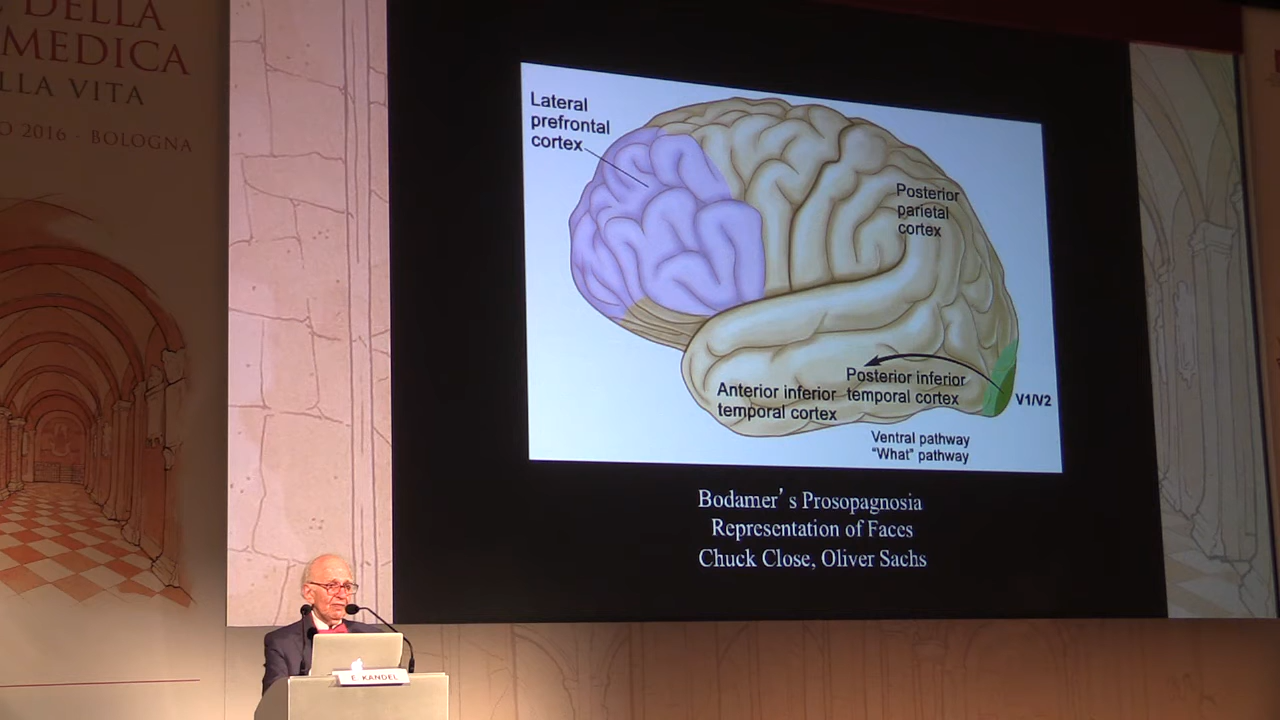 DELLA
MEDICA
LLA VITA
O 2016 - BOLOGNA
Lateral
prefrontal
cortex
Posterior
parietal
cortex
Posterior inferior
temporal cortex
Anterior inferior
temporal cortex
V1/V2
Ventral pathway
“What” pathway
Bodamer’s Prosopagnosia
Representation of Faces
Chuck Close, Oliver Sachs
E. KANDEL